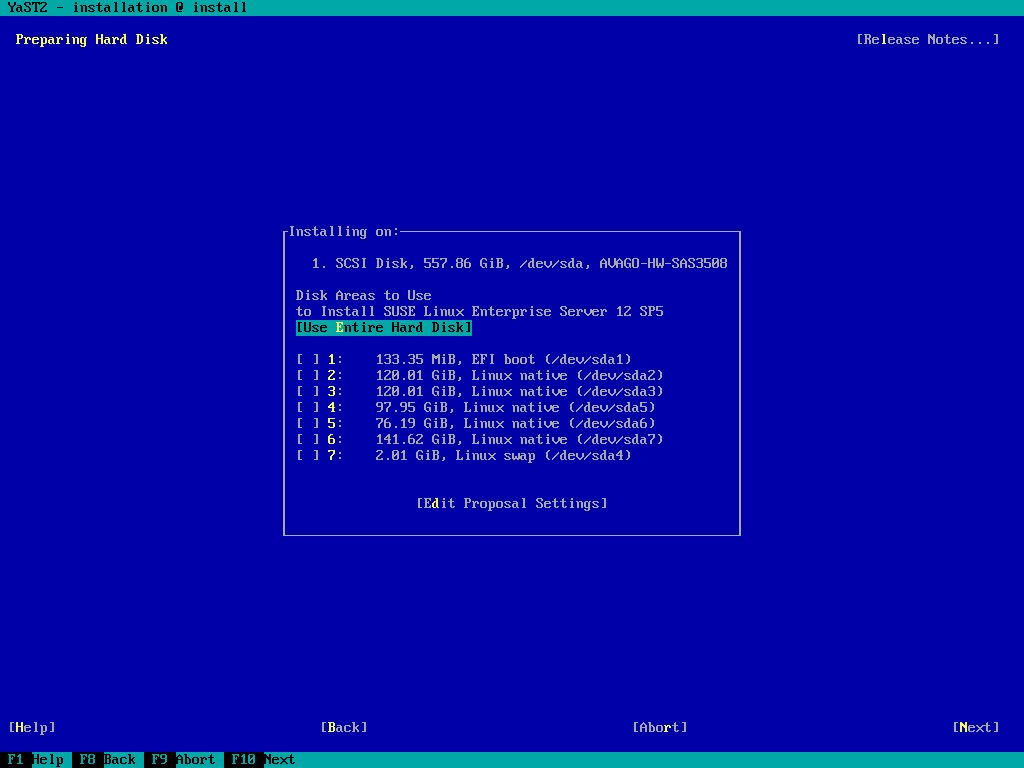 YaST2 - installation @ install
Preparing Hard Disk [Release Notes...]
Installing on:
1. SCSI Disk, 557.86 GiB, /dev/sda, AVAGO-HW-SAS3508
Disk Areas to Use
to Install SUSE Linux Enterprise Server 12 SP5
[Use Entire Hard Disk]
[ ] 1: 133.35 MiB, EFI boot (/dev/sda1)
[ ] 2: 120.01 GiB, Linux native (/dev/sda2)
[ ] 3: 120.01 GiB, Linux native (/dev/sda3)
[ ] 4: 97.95 GiB, Linux native (/dev/sda5)
[ ] 5: 76.19 GiB, Linux native (/dev/sda6)
[ ] 6: 141.62 GiB, Linux native (/dev/sda7)
[ ] 7: 2.01 GiB, Linux swap (/dev/sda4)
[Edit Proposal Settings]
[Help] [Back] [Abort] [Next]
F1 Help F8 Back F9 Abort F10 Next